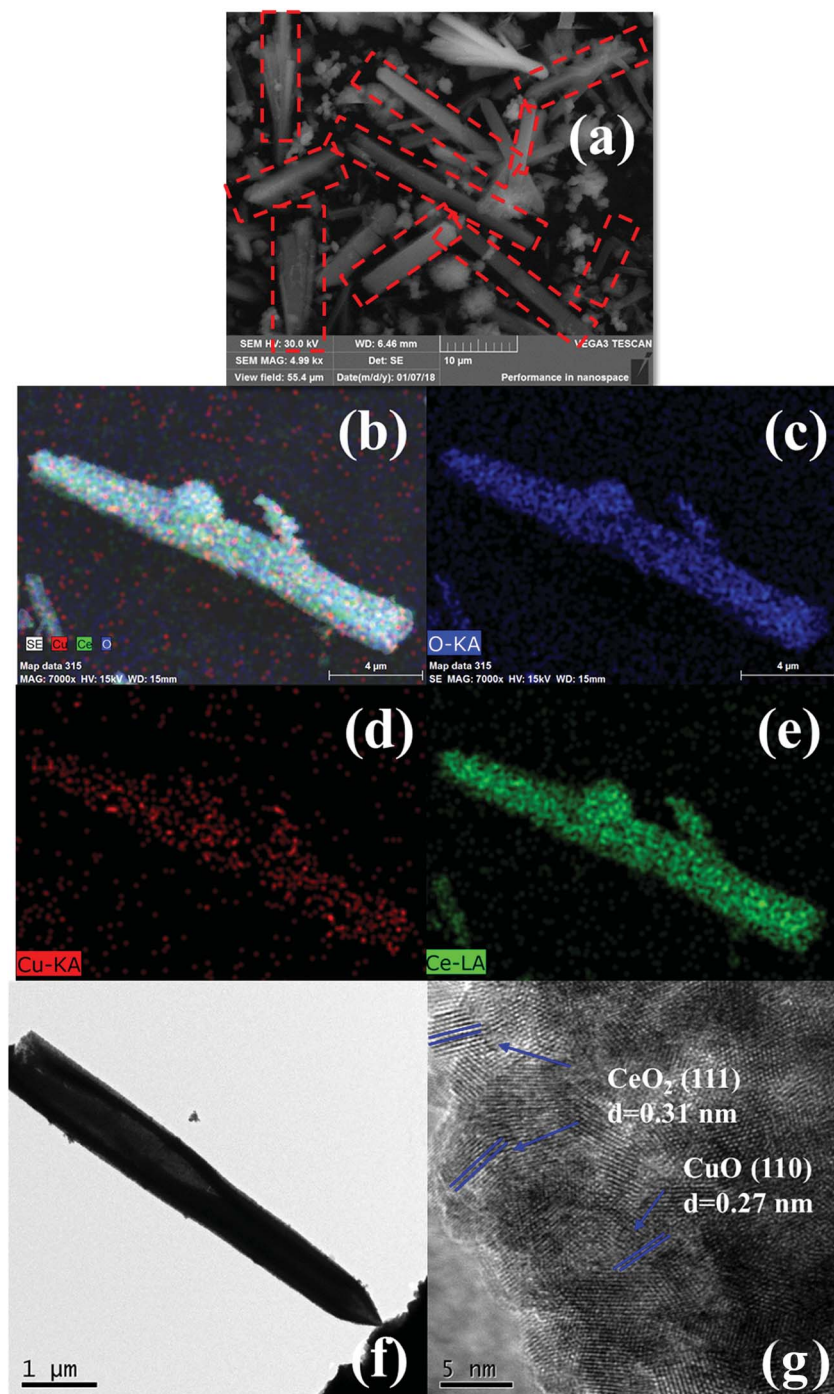 (a)
SEM HV: 30.0 kV WD: 6.46 mm VEGA3 TESCAN
SEM MAG: 4.99 kx Det: SE 10 µm
View field: 55.4 µm Date(m/d/y): 01/07/18 Performance in nanospace
(b)
SE Cu Ce O
Map data 315
MAG: 7000x HV: 15kV WD: 15mm 4 µm
(c)
O-KA
Map data 315
SE MAG: 7000x HV: 15kV WD: 15mm 4 µm
(d)
Cu-KA
(e)
Ce-LA
1 µm
(f)
CeO₂ (111)
d=0.31 nm
CuO (110)
d=0.27 nm
5 nm
(g)